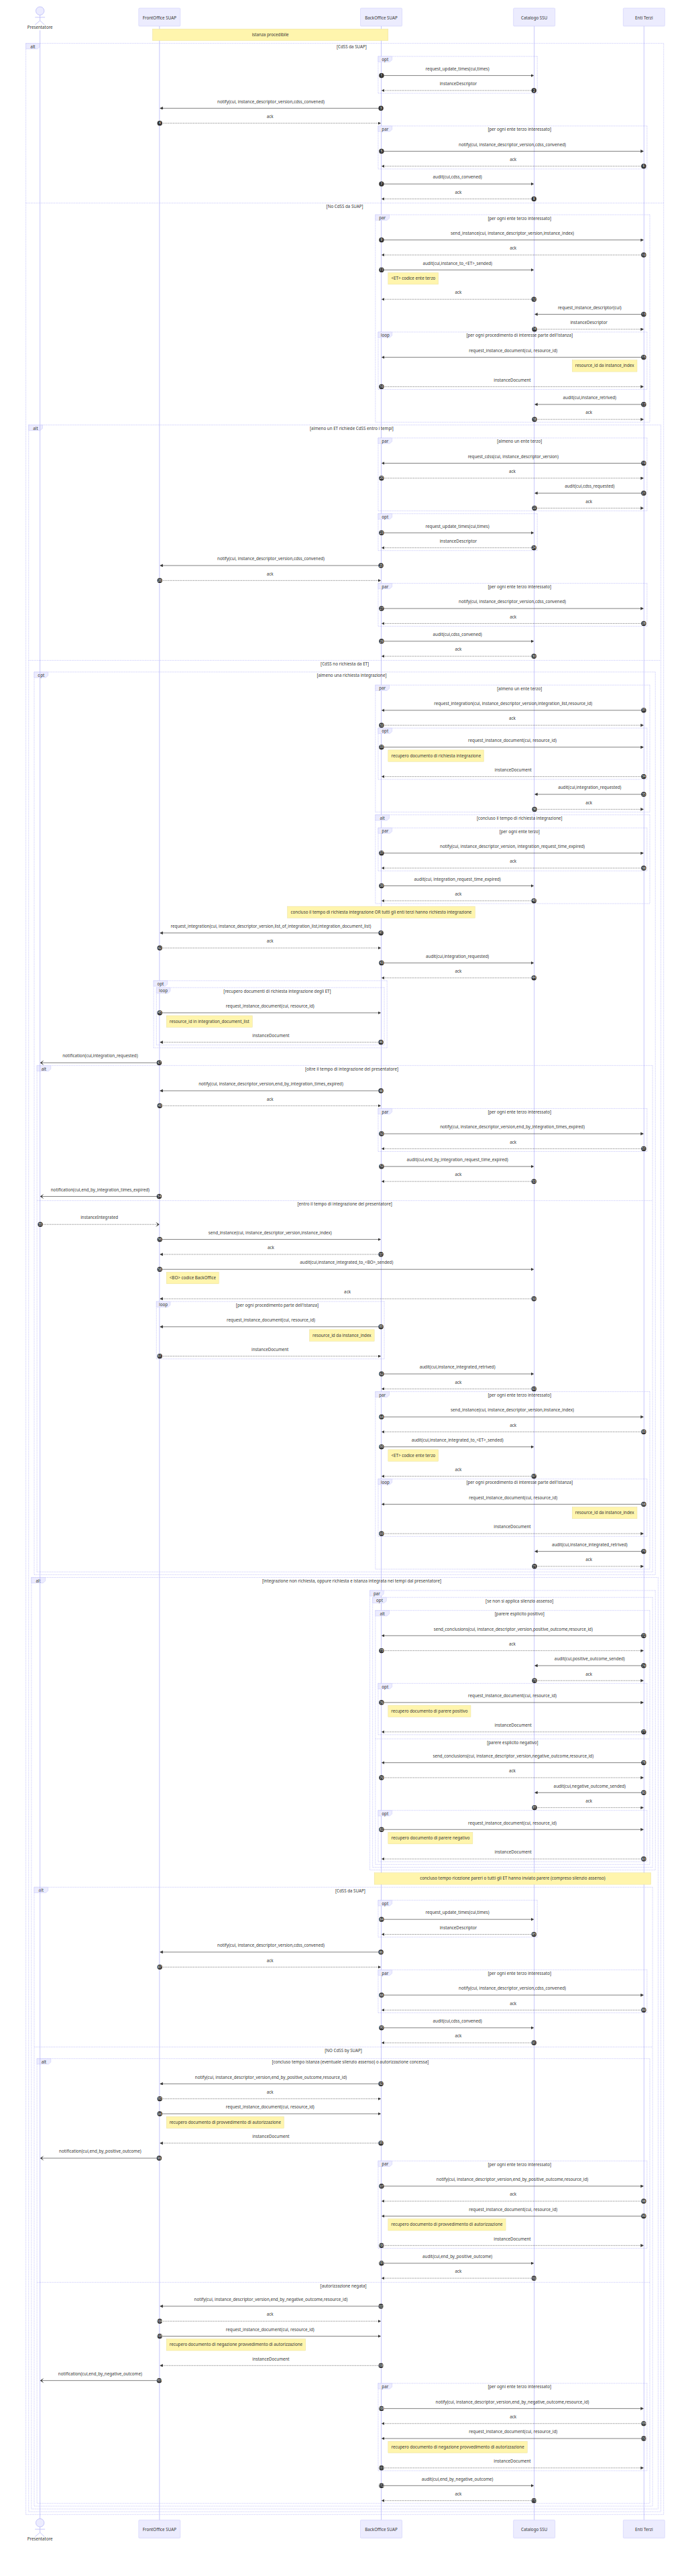 Presentatore
FrontOffice SUAP
BackOffice SUAP
Catalogo SSU
Enti Terzi
Istanza procedibile
alt
[CdSS da SUAP]
opt
request_update_times(cui,times)
instanceDescriptor
notify(cui, instance_descriptor_version,cdss_convened)
ack
par
[per ogni ente terzo interessato]
notify(cui, instance_descriptor_version,cdss_convened)
ack
audit(cui,cdss_convened)
ack
[No CdSS da SUAP]
par
[per ogni ente terzo interessato]
send_instance(cui, instance_descriptor_version,instance_index)
ack
audit(cui,instance_to_<ET>_sended)
<ET> codice ente terzo
ack
request_instance_descriptor(cui)
instanceDescriptor
loop
[per ogni procedimento di interesse parte dell'istanza]
request_instance_document(cui, resource_id)
resource_id da instance_index
instanceDocument
audit(cui,instance_retrived)
ack
alt
[almeno un ET richiede CdSS entro i tempi]
par
[almeno un ente terzo]
request_cdss(cui, instance_descriptor_version)
ack
audit(cui,cdss_requested)
ack
opt
request_update_times(cui,times)
instanceDescriptor
notify(cui, instance_descriptor_version,cdss_convened)
ack
par
[per ogni ente terzo interessato]
notify(cui, instance_descriptor_version,cdss_convened)
ack
audit(cui,cdss_convened)
ack
[CdSS no richiesta da ET]
opt
[almeno una richiesta integrazione]
par
[almeno un ente terzo]
request_integration(cui, instance_descriptor_version,integration_list,resource_id)
ack
opt
request_instance_document(cui, resource_id)
recupero documento di richiesta integrazione
instanceDocument
audit(cui,integration_requested)
ack
alt
[concluso il tempo di richiesta integrazione]
par
[per ogni ente terzo]
notify(cui, instance_descriptor_version, integration_request_time_expired)
ack
audit(cui, integration_request_time_expired)
ack
concluso il tempo di richiesta integrazione OR tutti gli enti terzi hanno richiesto integrazione
request_integration(cui, instance_descriptor_version,list_of_integration_list,integration_document_list)
ack
audit(cui,integration_requested)
ack
opt
loop
[recupero documenti di richiesta integrazione degli ET]
request_instance_document(cui, resource_id)
resource_id in integration_document_list
instanceDocument
notification(cui,integration_requested)
alt
[oltre il tempo di integrazione del presentatore]
notify(cui, instance_descriptor_version,end_by_integration_times_expired)
ack
par
[per ogni ente terzo interessato]
notify(cui, instance_descriptor_version,end_by_integration_times_expired)
ack
audit(cui,end_by_integration_request_time_expired)
ack
notification(cui,end_by_integration_times_expired)
[entro il tempo di integrazione del presentatore]
instanceIntegrated
send_instance(cui, instance_descriptor_version,instance_index)
ack
audit(cui,instance_integrated_to_<BO>_sended)
<BO> codice BackOffice
ack
loop
[per ogni procedimento parte dell'istanza]
request_instance_document(cui, resource_id)
resource_id da instance_index
instanceDocument
audit(cui,instance_integrated_retrived)
ack
par
[per ogni ente terzo interessato]
send_instance(cui, instance_descriptor_version,instance_index)
ack
audit(cui,instance_integrated_to_<ET>_sended)
<ET> codice ente terzo
ack
loop
[per ogni procedimento di interesse parte dell'istanza]
request_instance_document(cui, resource_id)
resource_id da instance_index
instanceDocument
audit(cui,instance_integrated_retrived)
ack
alt
[integrazione non richiesta, oppure richiesta e istanza integrata nei tempi dal presentatore]
par
opt
[se non si applica silenzio assenso]
alt
[parere esplicito positivo]
send_conclusions(cui, instance_descriptor_version,positive_outcome,resource_id)
ack
audit(cui,positive_outcome_sended)
ack
opt
request_instance_document(cui, resource_id)
recupero documento di parere positivo
instanceDocument
[parere esplicito negativo]
send_conclusions(cui, instance_descriptor_version,negative_outcome,resource_id)
ack
audit(cui,negative_outcome_sended)
ack
opt
request_instance_document(cui, resource_id)
recupero documento di parere negativo
instanceDocument
concluso tempo ricezione pareri o tutti gli ET hanno inviato parere (compreso silenzio assenso)
alt
[CdSS da SUAP]
opt
request_update_times(cui,times)
instanceDescriptor
notify(cui, instance_descriptor_version,cdss_convened)
ack
par
[per ogni ente terzo interessato]
notify(cui, instance_descriptor_version,cdss_convened)
ack
audit(cui,cdss_convened)
ack
[NO CdSS by SUAP]
alt
[concluso tempo istanza (eventuale silenzio assenso) o autorizzazione concessa]
notify(cui, instance_descriptor_version,end_by_positive_outcome,resource_id)
ack
request_instance_document(cui, resource_id)
recupero documento di provvedimento di autorizzazione
instanceDocument
notification(cui,end_by_positive_outcome)
par
[per ogni ente terzo interessato]
notify(cui, instance_descriptor_version,end_by_positive_outcome,resource_id)
ack
request_instance_document(cui, resource_id)
recupero documento di provvedimento di autorizzazione
instanceDocument
audit(cui,end_by_positive_outcome)
ack
[autorizzazione negata]
notify(cui, instance_descriptor_version,end_by_negative_outcome,resource_id)
ack
request_instance_document(cui, resource_id)
recupero documento di negazione provvedimento di autorizzazione
instanceDocument
notification(cui,end_by_negative_outcome)
par
[per ogni ente terzo interessato]
notify(cui, instance_descriptor_version,end_by_negative_outcome,resource_id)
ack
request_instance_document(cui, resource_id)
recupero documento di negazione provvedimento di autorizzazione
instanceDocument
audit(cui,end_by_negative_outcome)
ack
Presentatore
FrontOffice SUAP
BackOffice SUAP
Catalogo SSU
Enti Terzi